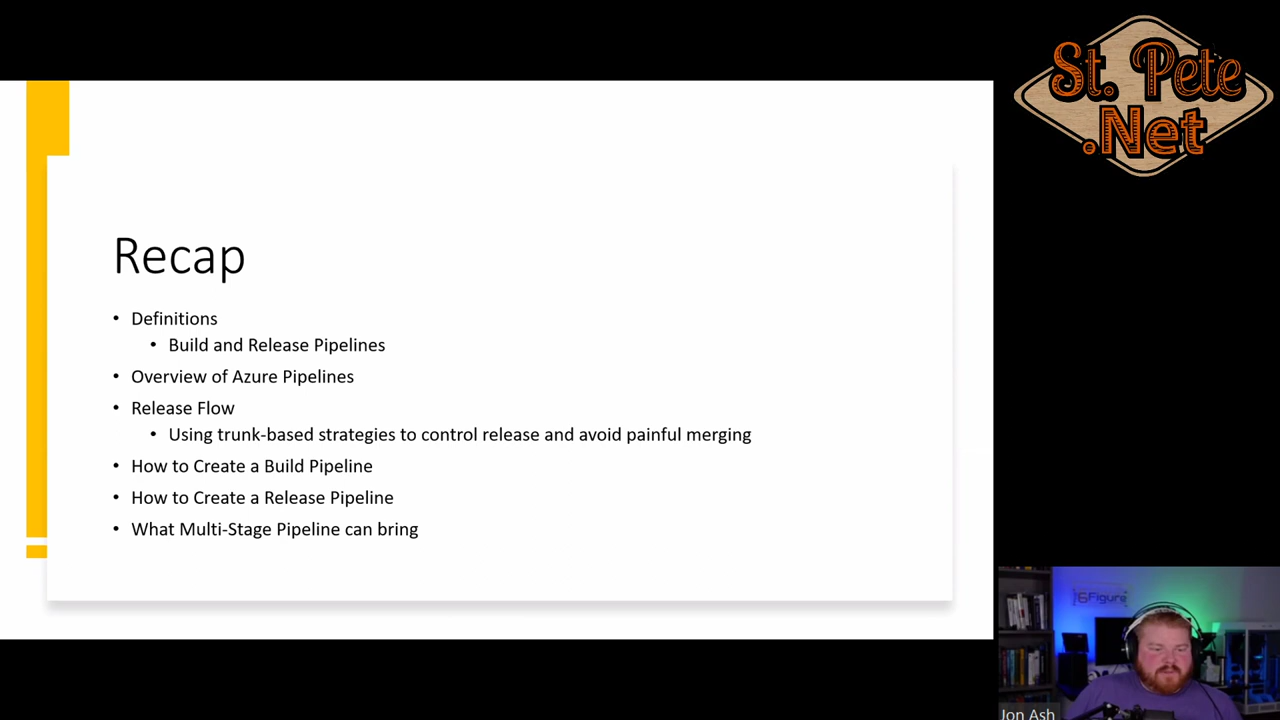 St. Pete
.Net
Recap
• Definitions
• Build and Release Pipelines
• Overview of Azure Pipelines
• Release Flow
• Using trunk-based strategies to control release and avoid painful merging
• How to Create a Build Pipeline
• How to Create a Release Pipeline
• What Multi-Stage Pipeline can bring
6Figure
Jon Ash